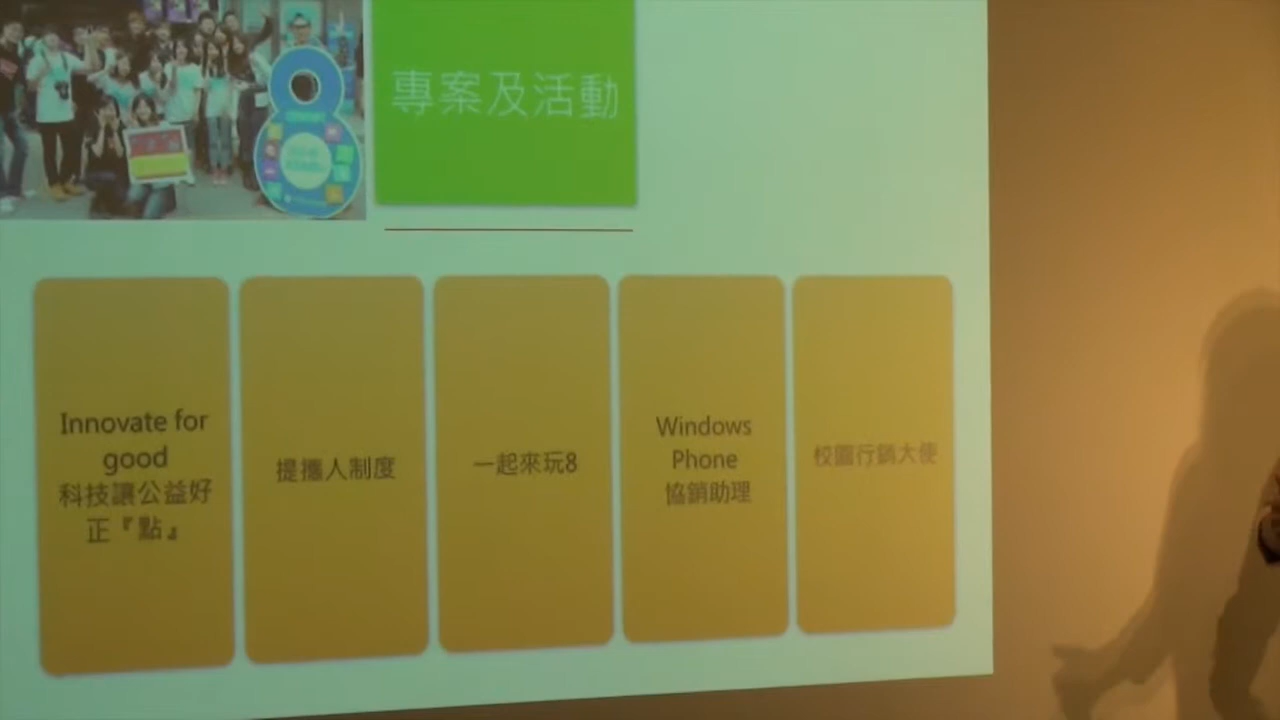 專案及活動
Innovate for
good
科技讓公益好
正『點』
提攜人制度
一起來玩8
Windows
Phone
協銷助理
校園行銷大使